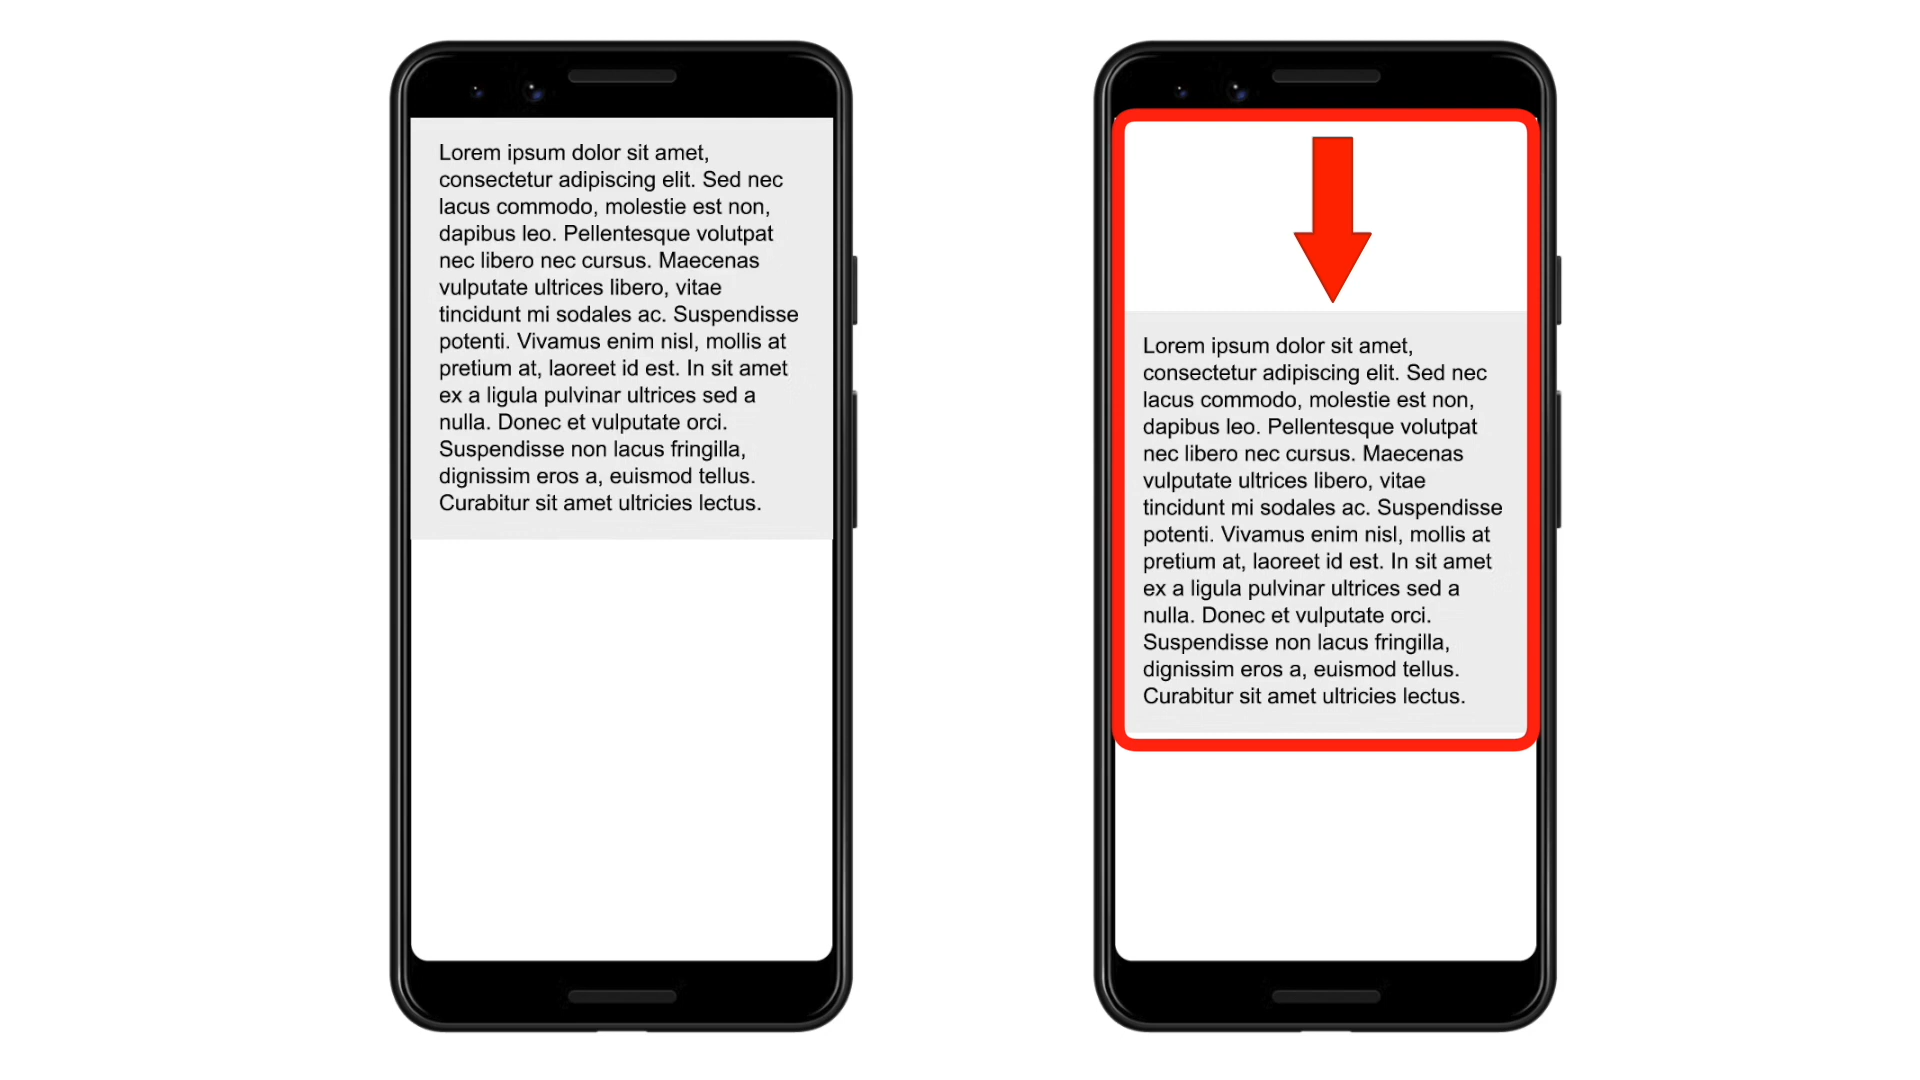 Lorem ipsum dolor sit amet,
consectetur adipiscing elit. Sed nec
lacus commodo, molestie est non,
dapibus leo. Pellentesque volutpat
nec libero nec cursus. Maecenas
vulputate ultrices libero, vitae
tincidunt mi sodales ac. Suspendisse
potenti. Vivamus enim nisl, mollis at
pretium at, laoreet id est. In sit amet
ex a ligula pulvinar ultrices sed a
nulla. Donec et vulputate orci.
Suspendisse non lacus fringilla,
dignissim eros a, euismod tellus.
Curabitur sit amet ultricies lectus.
Lorem ipsum dolor sit amet,
consectetur adipiscing elit. Sed nec
lacus commodo, molestie est non,
dapibus leo. Pellentesque volutpat
nec libero nec cursus. Maecenas
vulputate ultrices libero, vitae
tincidunt mi sodales ac. Suspendisse
potenti. Vivamus enim nisl, mollis at
pretium at, laoreet id est. In sit amet
ex a ligula pulvinar ultrices sed a
nulla. Donec et vulputate orci.
Suspendisse non lacus fringilla,
dignissim eros a, euismod tellus.
Curabitur sit amet ultricies lectus.